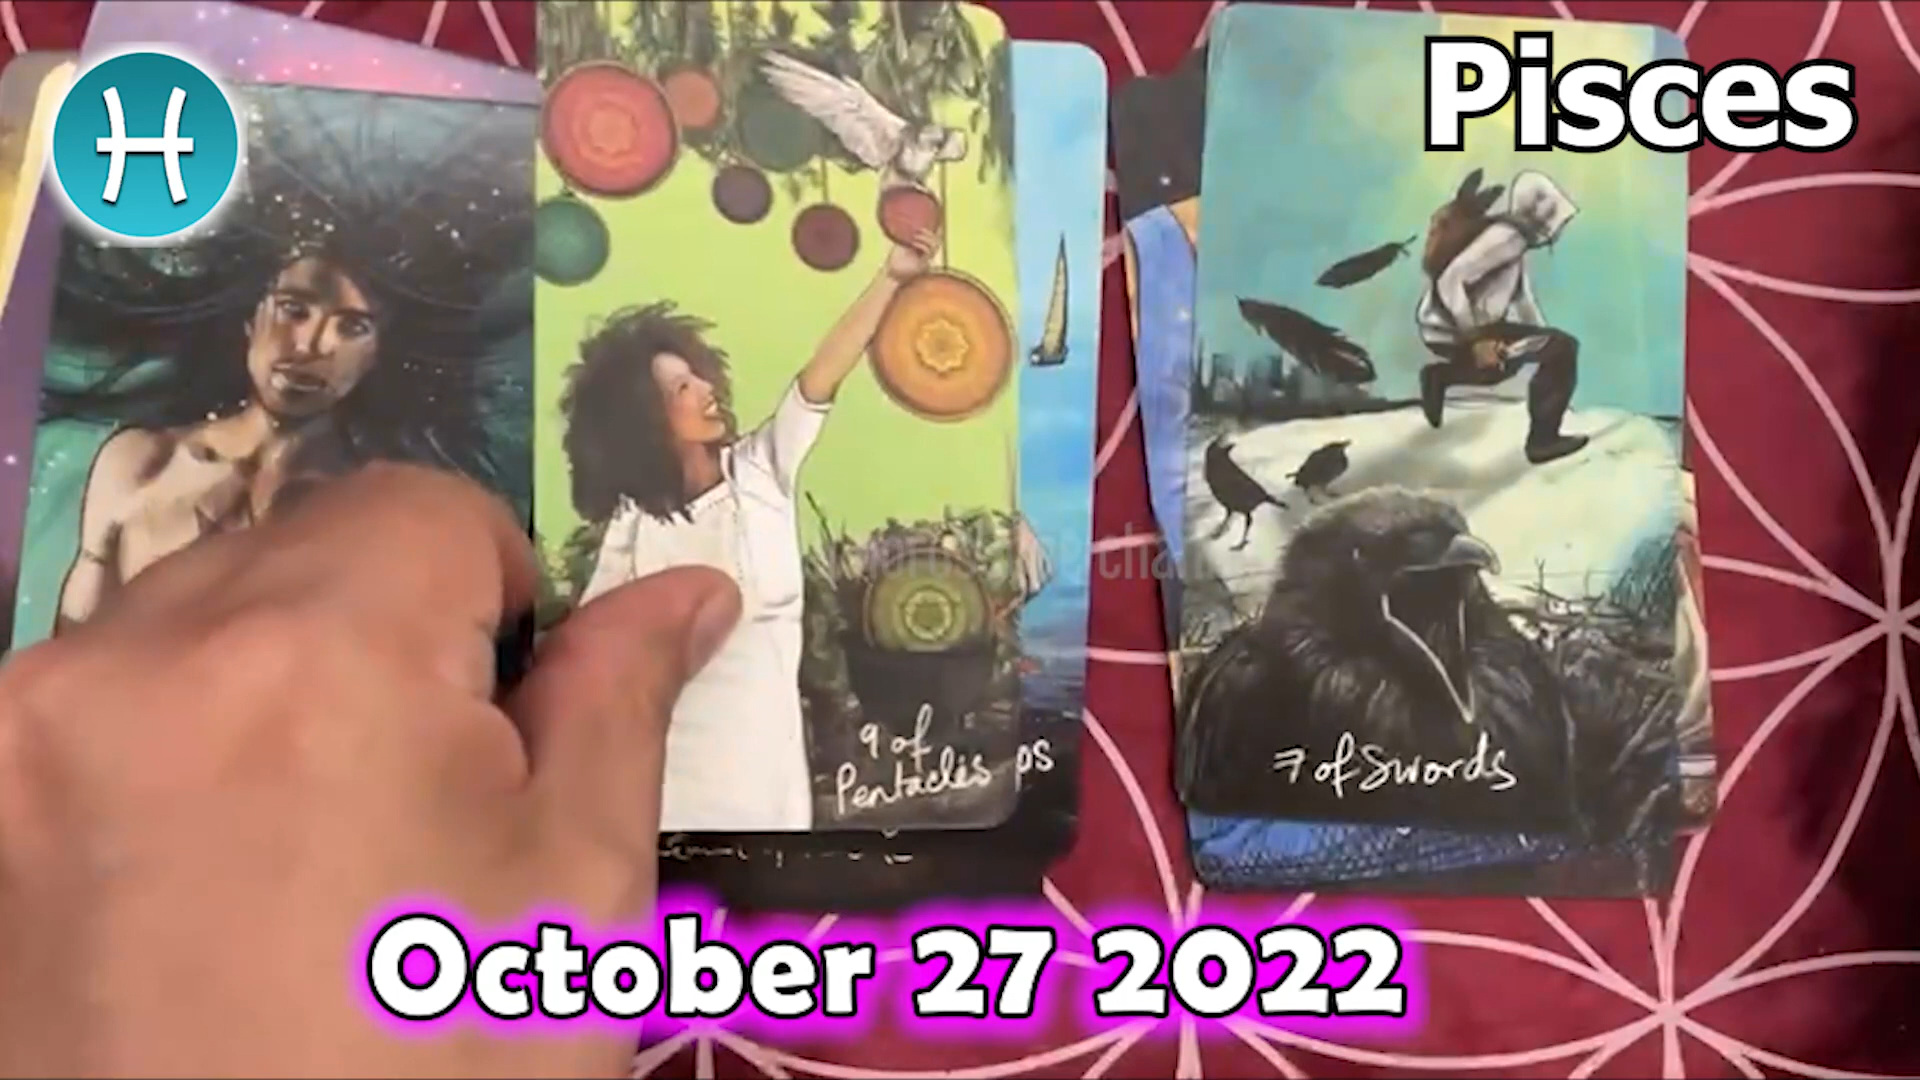 Pisces
9 of
Pentacles ps
7 of Swords
October 27 2022